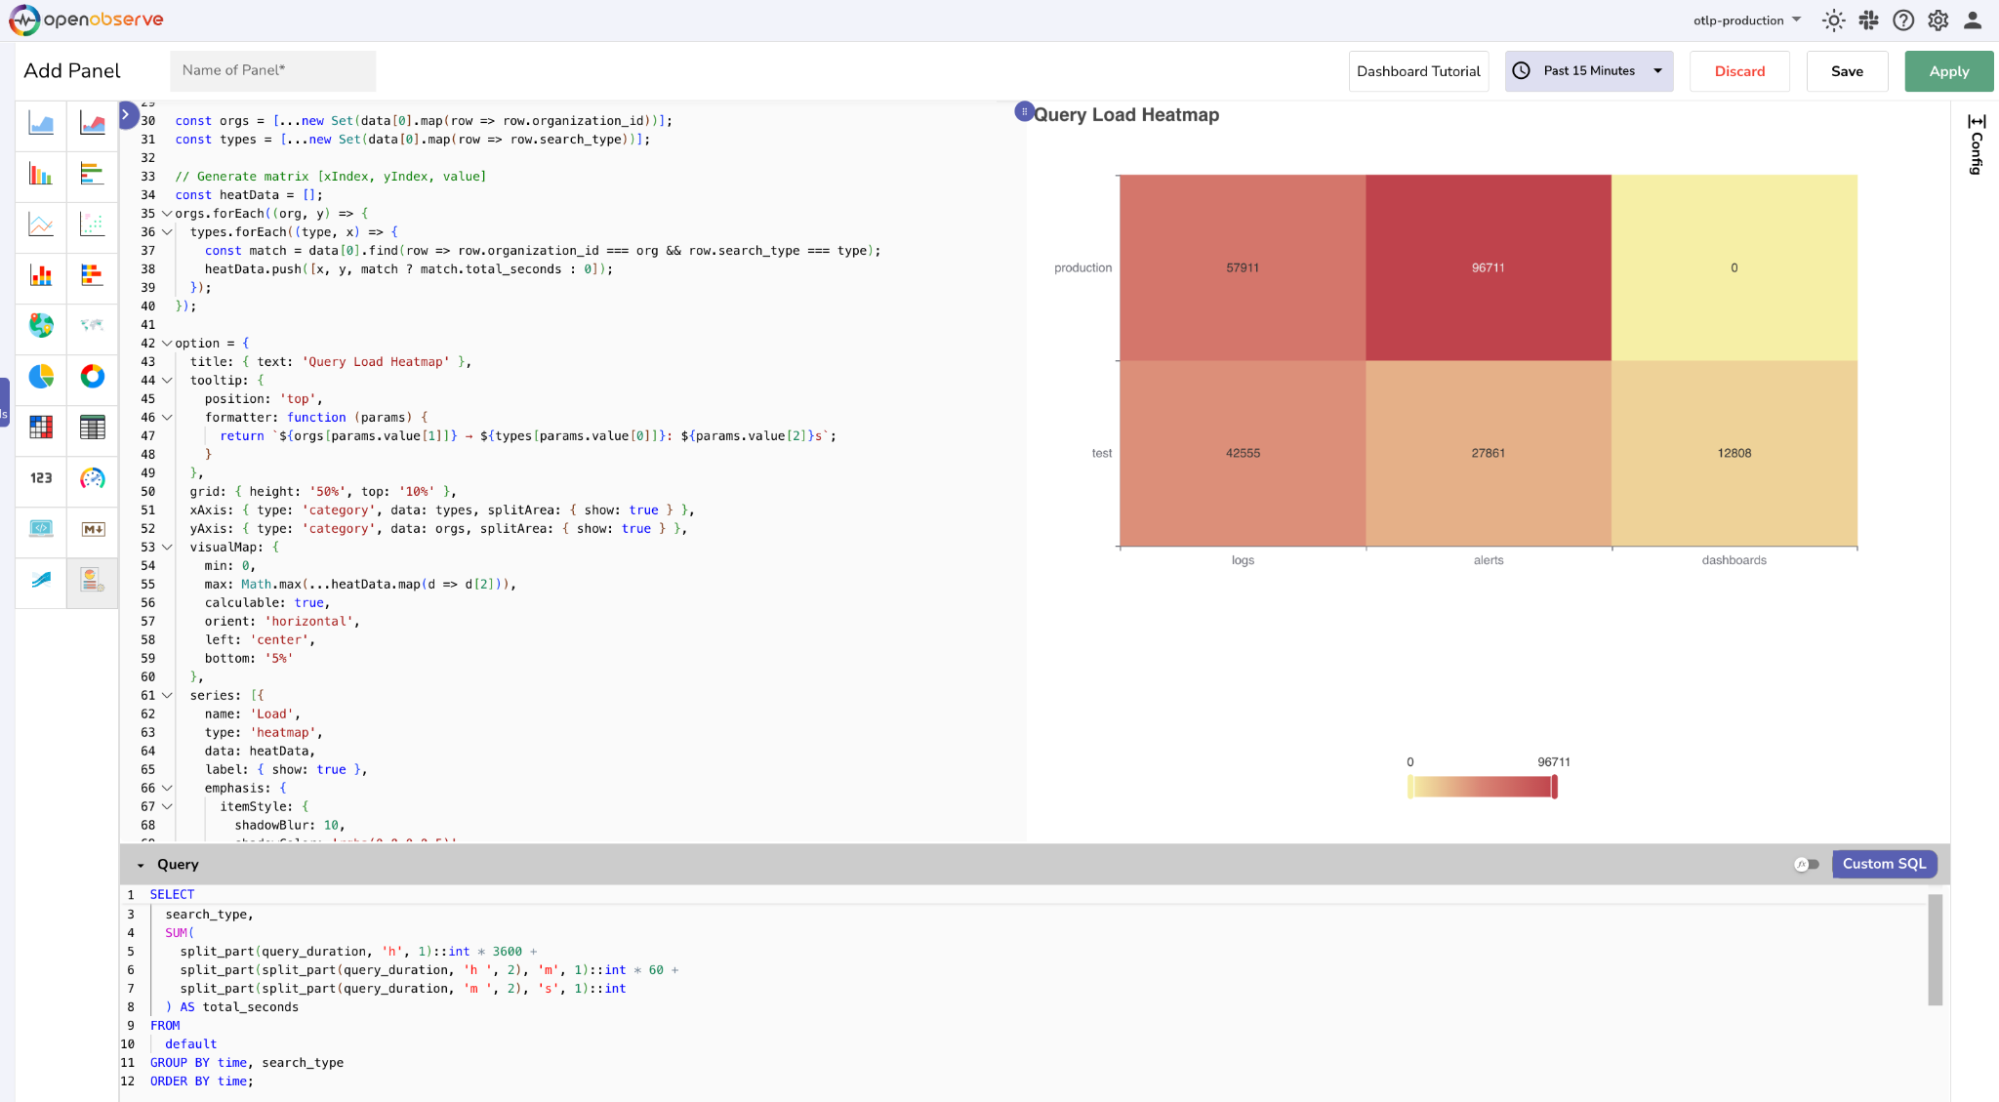 openobserve
otlp-production
Add Panel
Name of Panel*
Dashboard Tutorial
Past 15 Minutes
Discard
Save
Apply
29
30 const orgs = [...new Set(data[0].map(row => row.organization_id))];
31 const types = [...new Set(data[0].map(row => row.search_type))];
32
33 // Generate matrix [xIndex, yIndex, value]
34 const heatData = [];
35 orgs.forEach((org, y) => {
36 types.forEach((type, x) => {
37 const match = data[0].find(row => row.organization_id === org && row.search_type === type);
38 heatData.push([x, y, match ? match.total_seconds : 0]);
39 });
40 });
41
42 option = {
43 title: { text: 'Query Load Heatmap' },
44 tooltip: {
45 position: 'top',
46 formatter: function (params) {
47 return `${orgs[params.value[1]]} → ${types[params.value[0]]}: ${params.value[2]}s`;
48 }
49 },
50 grid: { height: '50%', top: '10%' },
51 xAxis: { type: 'category', data: types, splitArea: { show: true } },
52 yAxis: { type: 'category', data: orgs, splitArea: { show: true } },
53 visualMap: {
54 min: 0,
55 max: Math.max(...heatData.map(d => d[2])),
56 calculable: true,
57 orient: 'horizontal',
58 left: 'center',
59 bottom: '5%'
60 },
61 series: [{
62 name: 'Load',
63 type: 'heatmap',
64 data: heatData,
65 label: { show: true },
66 emphasis: {
67 itemStyle: {
68 shadowBlur: 10,
123
M↓
ls
Query Load Heatmap
Config
production
57911
96711
0
test
42555
27861
12808
logs
alerts
dashboards
0
96711
Query
Custom SQL
1 SELECT
3 search_type,
4 SUM(
5 split_part(query_duration, 'h', 1)::int * 3600 +
6 split_part(split_part(query_duration, 'h ', 2), 'm', 1)::int * 60 +
7 split_part(split_part(query_duration, 'm ', 2), 's', 1)::int
8 ) AS total_seconds
9 FROM
10 default
11 GROUP BY time, search_type
12 ORDER BY time;